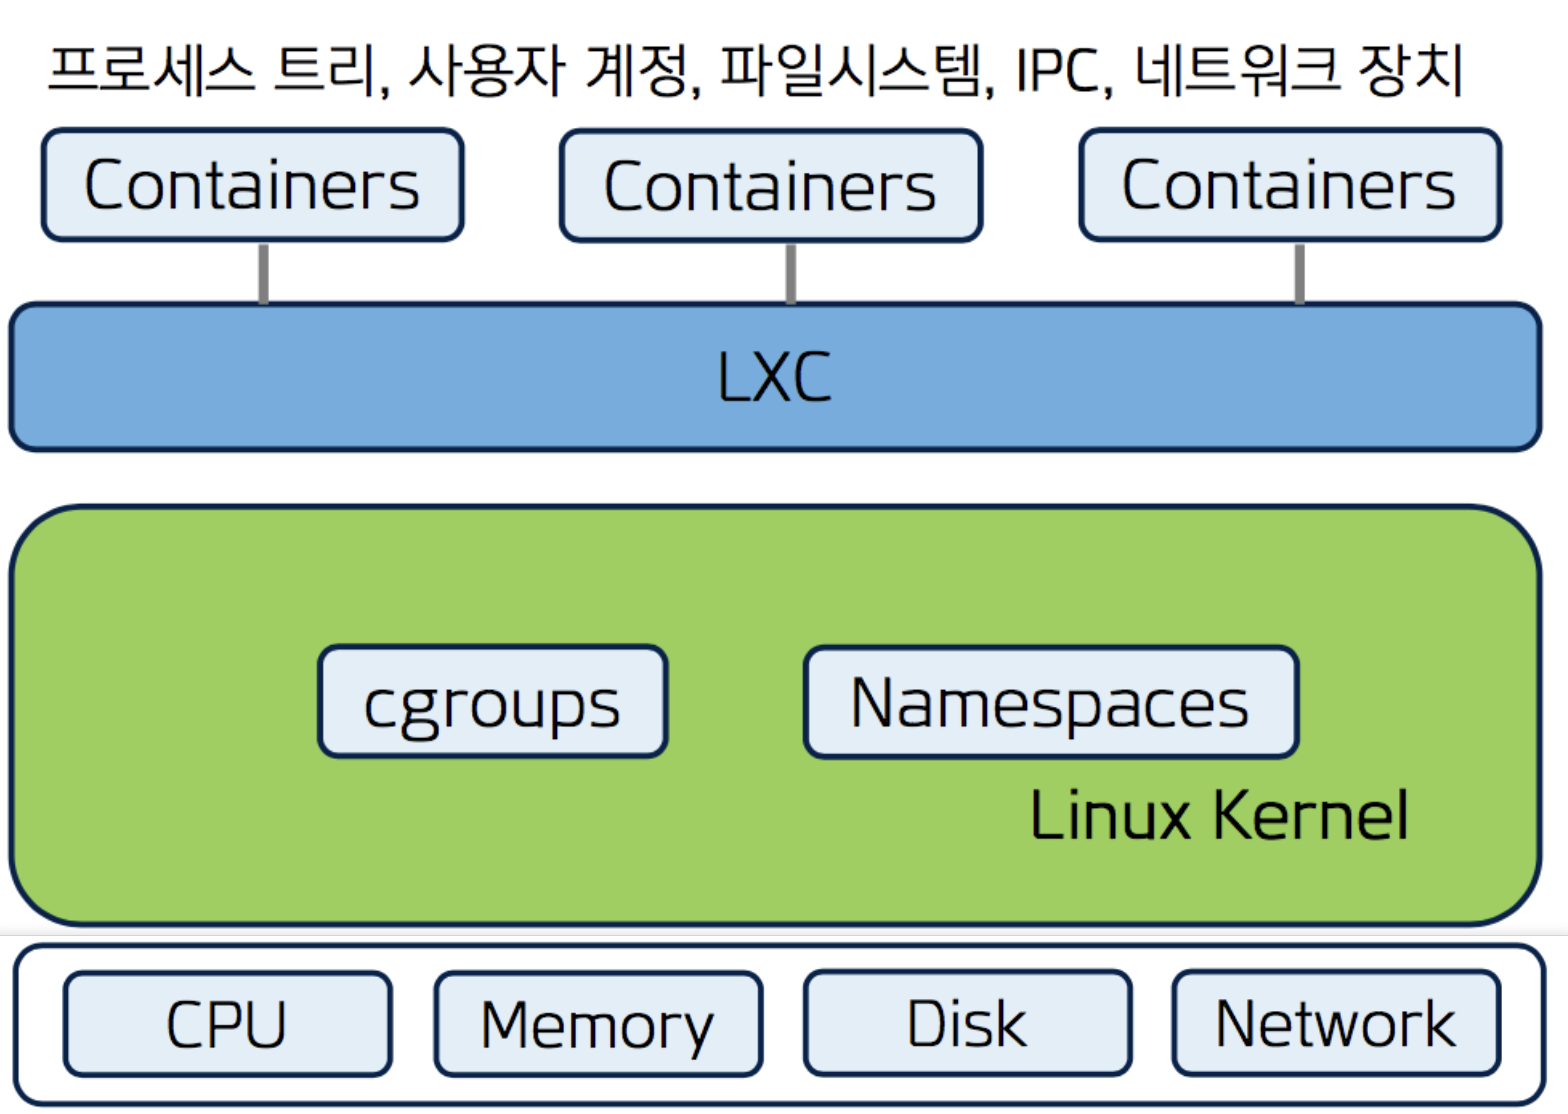 프로세스 트리, 사용자 계정, 파일시스템, IPC, 네트워크 장치
Containers Containers Containers
LXC
cgroups Namespaces
Linux Kernel
CPU Memory Disk Network